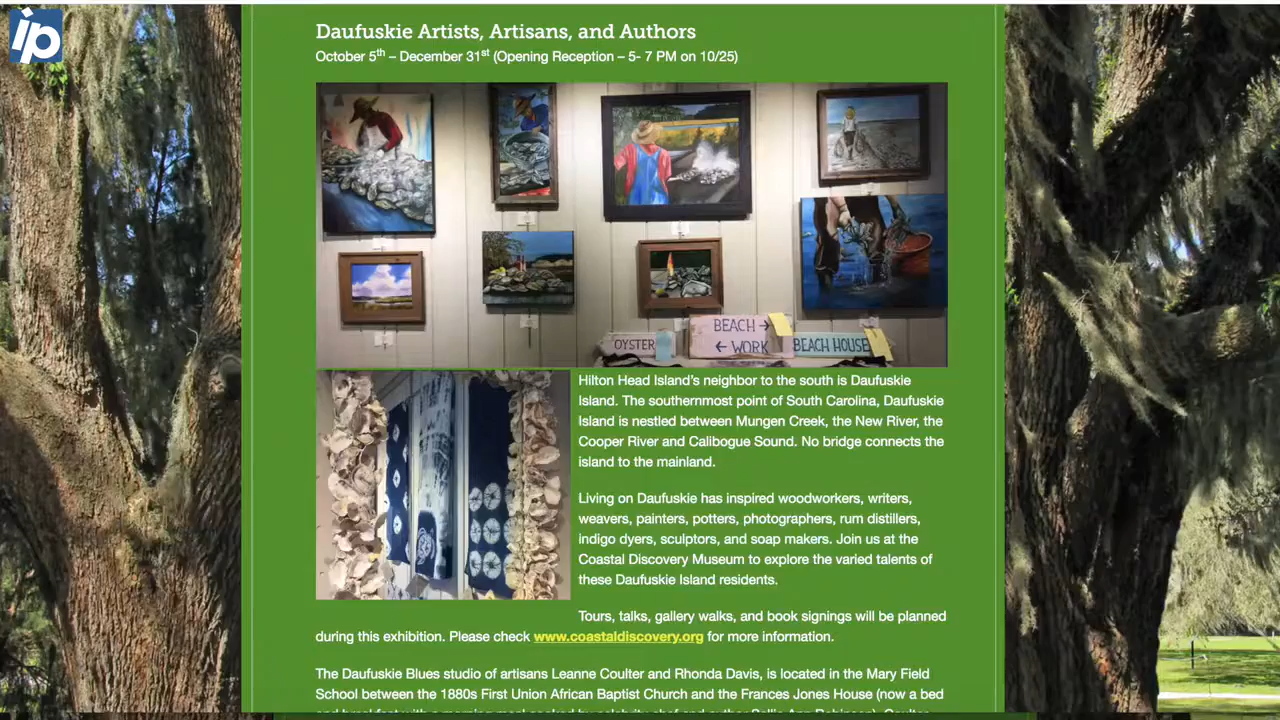 ip
Daufuskie Artists, Artisans, and Authors
October 5th – December 31st (Opening Reception – 5- 7 PM on 10/25)
OYSTER
BEACH →
← WORK
BEACH HOUSE
Hilton Head Island's neighbor to the south is Daufuskie
Island. The southernmost point of South Carolina, Daufuskie
Island is nestled between Mungen Creek, the New River, the
Cooper River and Calibogue Sound. No bridge connects the
island to the mainland.
Living on Daufuskie has inspired woodworkers, writers,
weavers, painters, potters, photographers, rum distillers,
indigo dyers, sculptors, and soap makers. Join us at the
Coastal Discovery Museum to explore the varied talents of
these Daufuskie Island residents.
Tours, talks, gallery walks, and book signings will be planned
during this exhibition. Please check www.coastaldiscovery.org for more information.
The Daufuskie Blues studio of artisans Leanne Coulter and Rhonda Davis, is located in the Mary Field
School between the 1880s First Union African Baptist Church and the Frances Jones House (now a bed